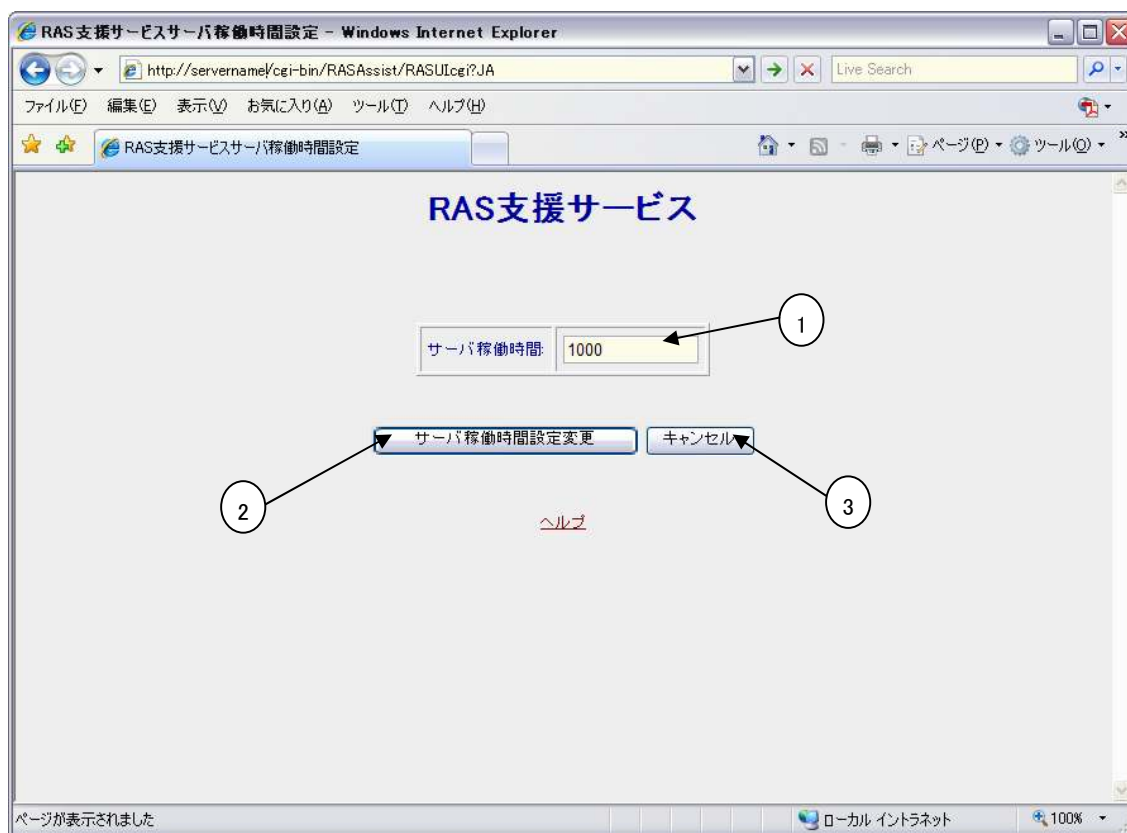 RAS支援サービスサーバ稼働時間設定 - Windows Internet Explorer
http://servername/cgi-bin/RASAssist/RASUIcgi?JA
Live Search
ファイル(F) 編集(E) 表示(V) お気に入り(A) ツール(T) ヘルプ(H)
RAS支援サービスサーバ稼働時間設定
ページ(P) ツール(O) »
RAS支援サービス
1
サーバ稼働時間: 1000
サーバ稼働時間設定変更 キャンセル
2
3
ヘルプ
ページが表示されました
ローカル イントラネット
100%